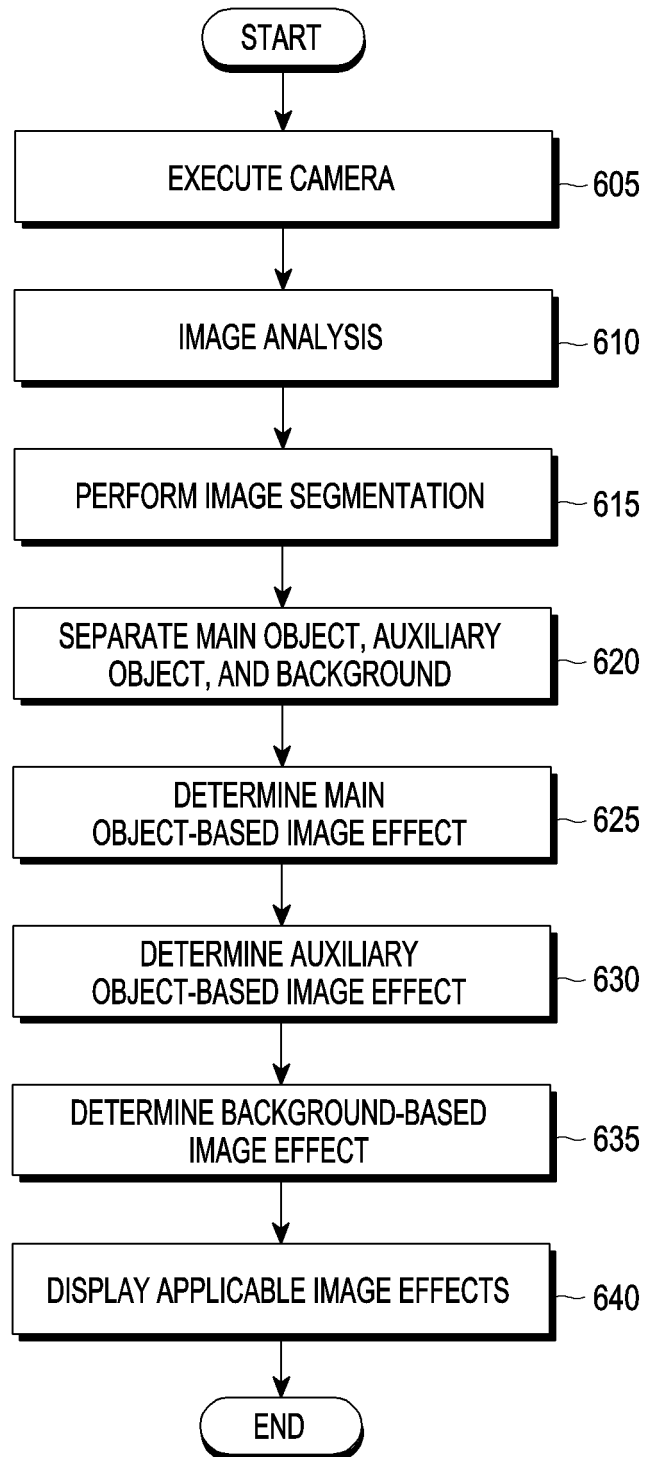 START
EXECUTE CAMERA
605
IMAGE ANALYSIS
610
PERFORM IMAGE SEGMENTATION
615
SEPARATE MAIN OBJECT, AUXILIARY
OBJECT, AND BACKGROUND
620
DETERMINE MAIN
OBJECT-BASED IMAGE EFFECT
625
DETERMINE AUXILIARY
OBJECT-BASED IMAGE EFFECT
630
DETERMINE BACKGROUND-BASED
IMAGE EFFECT
635
DISPLAY APPLICABLE IMAGE EFFECTS
640
END